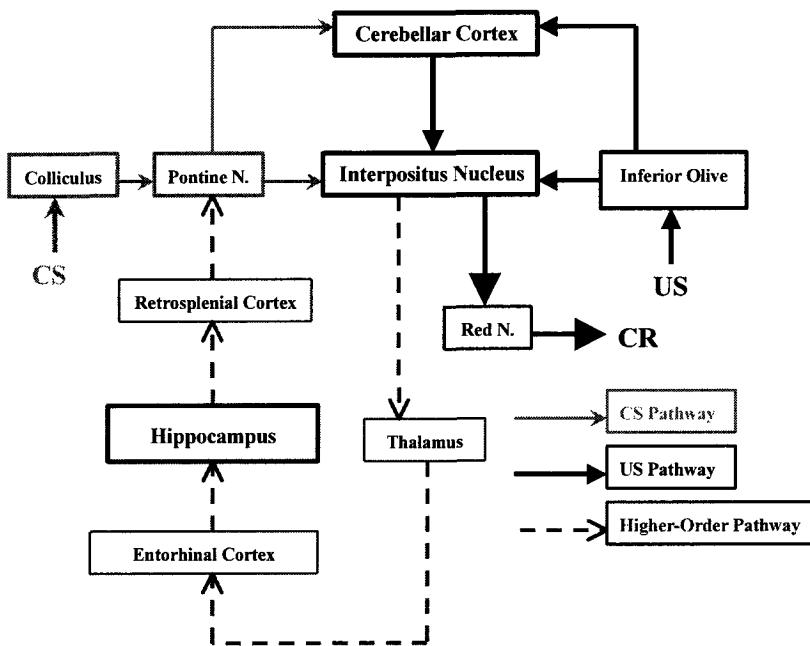 Cerebellar Cortex
Colliculus
Pontine N.
Interpositus Nucleus
Inferior Olive
CS
US
Retrosplenial Cortex
Red N.
CR
Hippocampus
Thalamus
CS Pathway
US Pathway
Higher-Order Pathway
Entorhinal Cortex